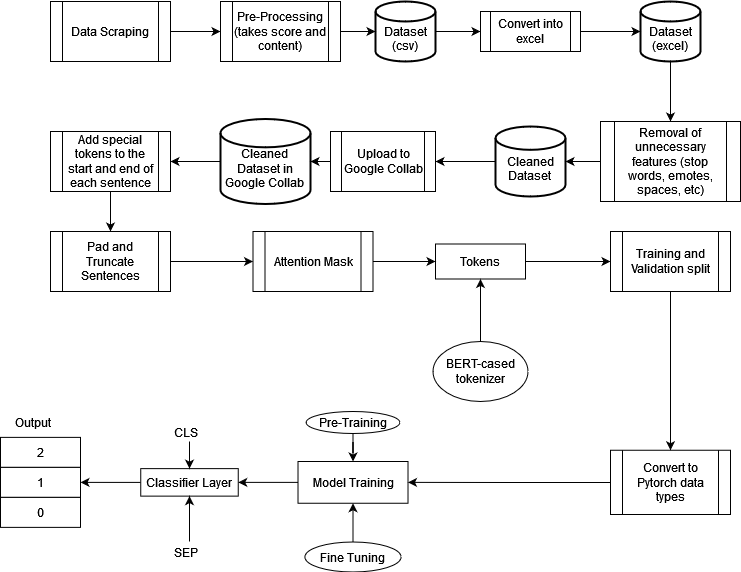 Data Scraping
Pre-Processing
(takes score and
content)
Dataset
(csv)
Convert into
excel
Dataset
(excel)
Removal of
unnecessary
features (stop
words, emotes,
spaces, etc)
Cleaned
Dataset
Upload to
Google Collab
Cleaned
Dataset in
Google Collab
Add special
tokens to the
start and end of
each sentence
Pad and
Truncate
Sentences
Attention Mask
Tokens
BERT-cased
tokenizer
Training and
Validation split
Convert to
Pytorch data
types
Pre-Training
Model Training
Fine Tuning
CLS
Classifier Layer
SEP
Output
2
1
0